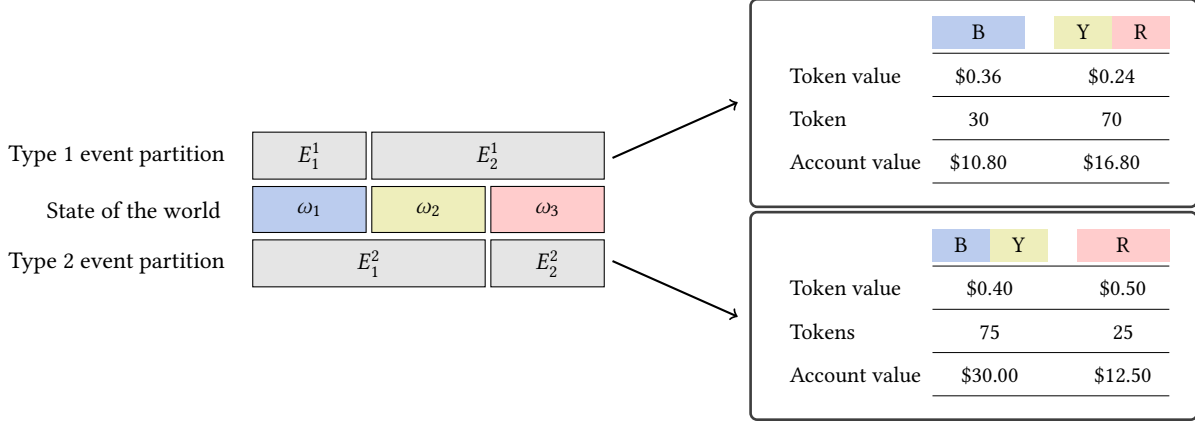 Type 1 event partition E₁¹ E₂¹
State of the world ω₁ ω₂ ω₃
Type 2 event partition E₁² E₂²
B Y R
Token value $0.36 $0.24
Token 30 70
Account value $10.80 $16.80
B Y R
Token value $0.40 $0.50
Tokens 75 25
Account value $30.00 $12.50